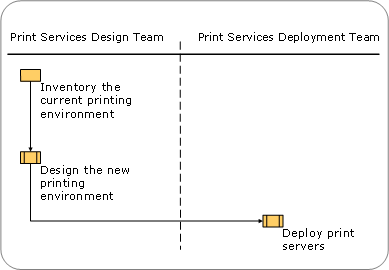 Print Services Design Team
Print Services Deployment Team
Inventory the
current printing
environment
Design the new
printing
environment
Deploy print
servers